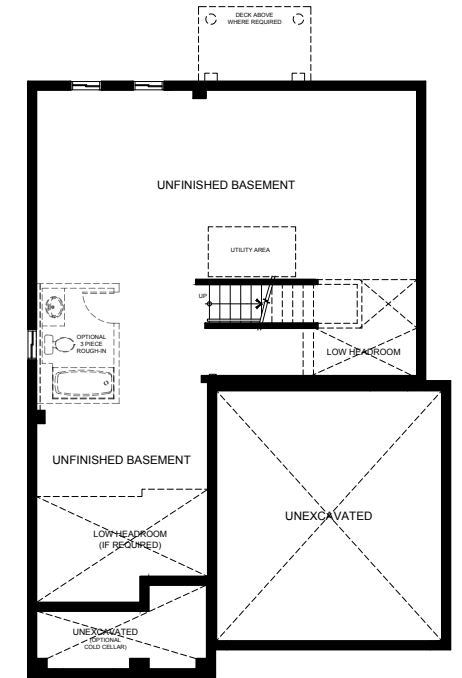 DECK ABOVE
WHERE REQUIRED
UNFINISHED BASEMENT
UTILITY AREA
UP
OPTIONAL
3 PIECE
ROUGH-IN
LOW HEADROOM
UNFINISHED BASEMENT
UNEXCAVATED
LOW HEADROOM
(IF REQUIRED)
UNEXCAVATED
(OPTIONAL
COLD CELLAR)